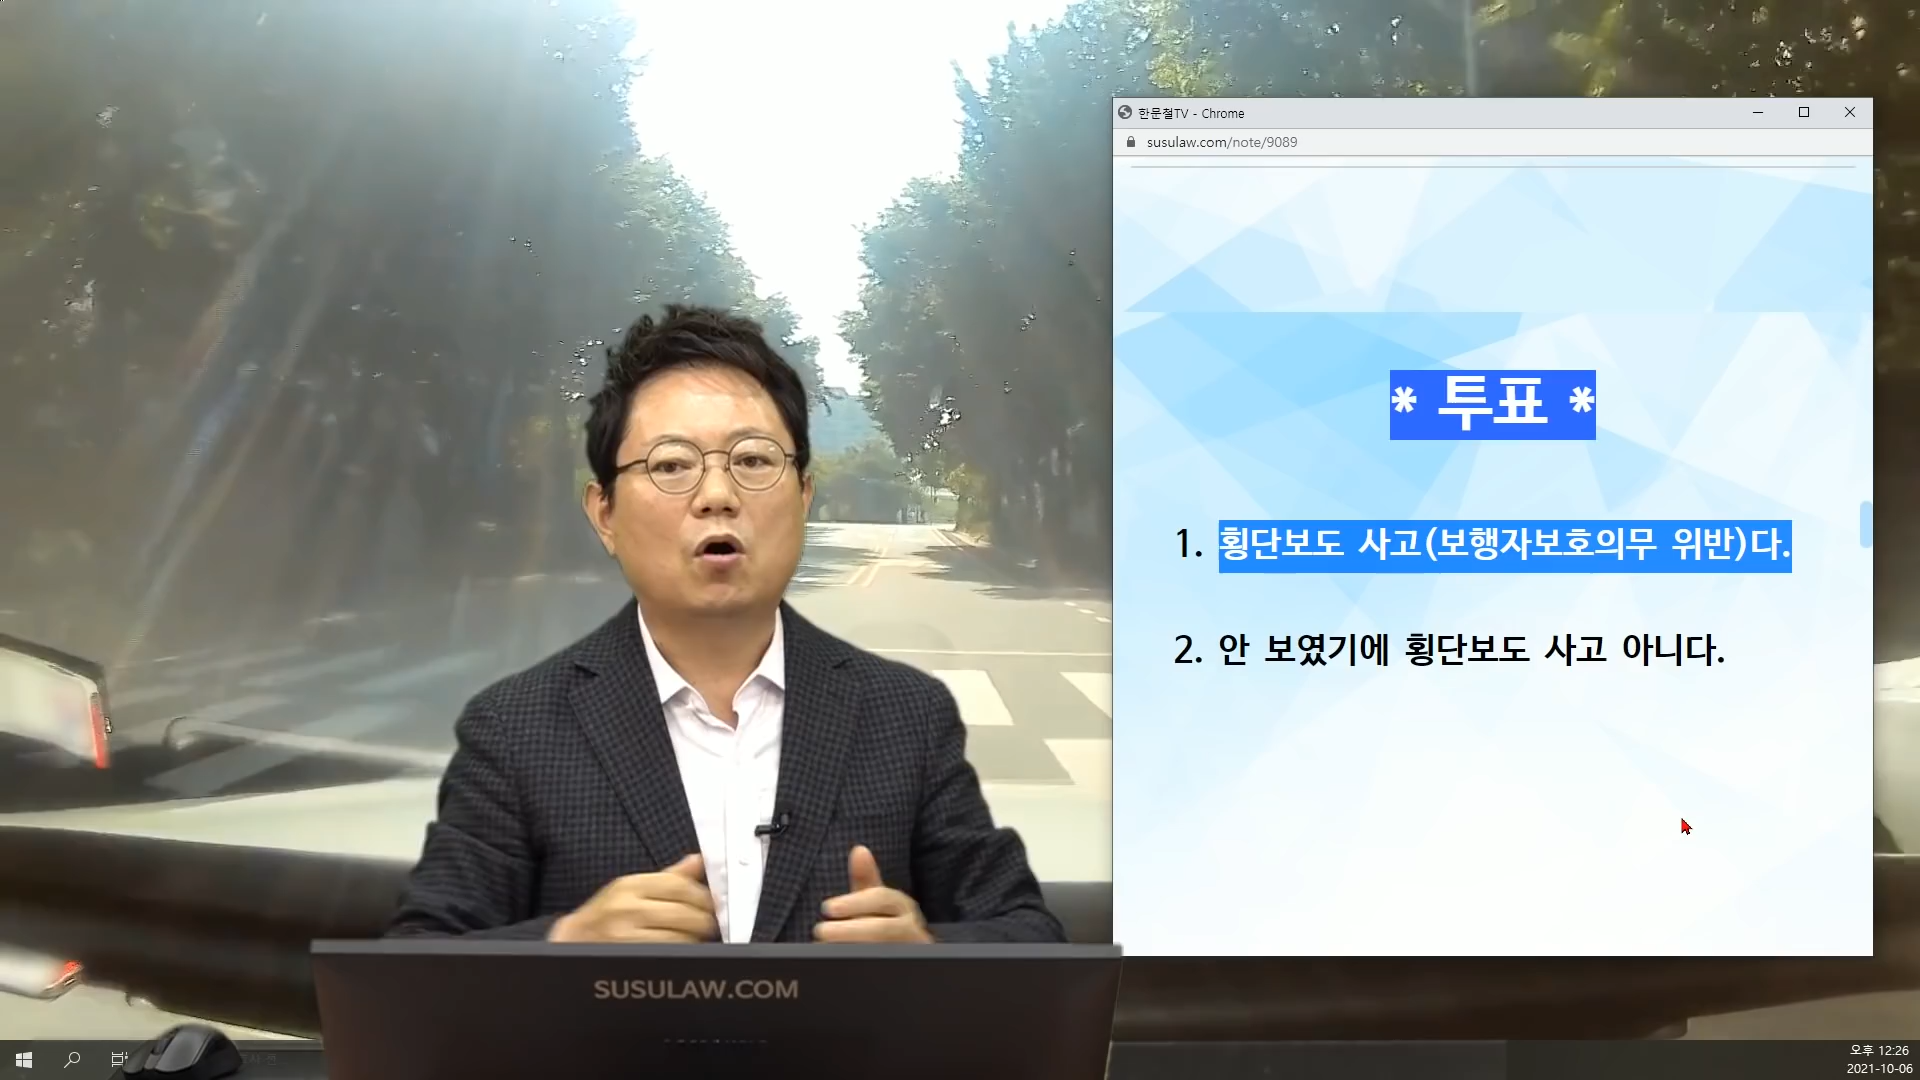 한문철TV - Chrome
susulaw.com/note/9089
* 투표 *
1. 횡단보도 사고(보행자보호의무 위반)다.
2. 안 보였기에 횡단보도 사고 아니다.
SUSULAW.COM
오후 12:26
2021-10-06